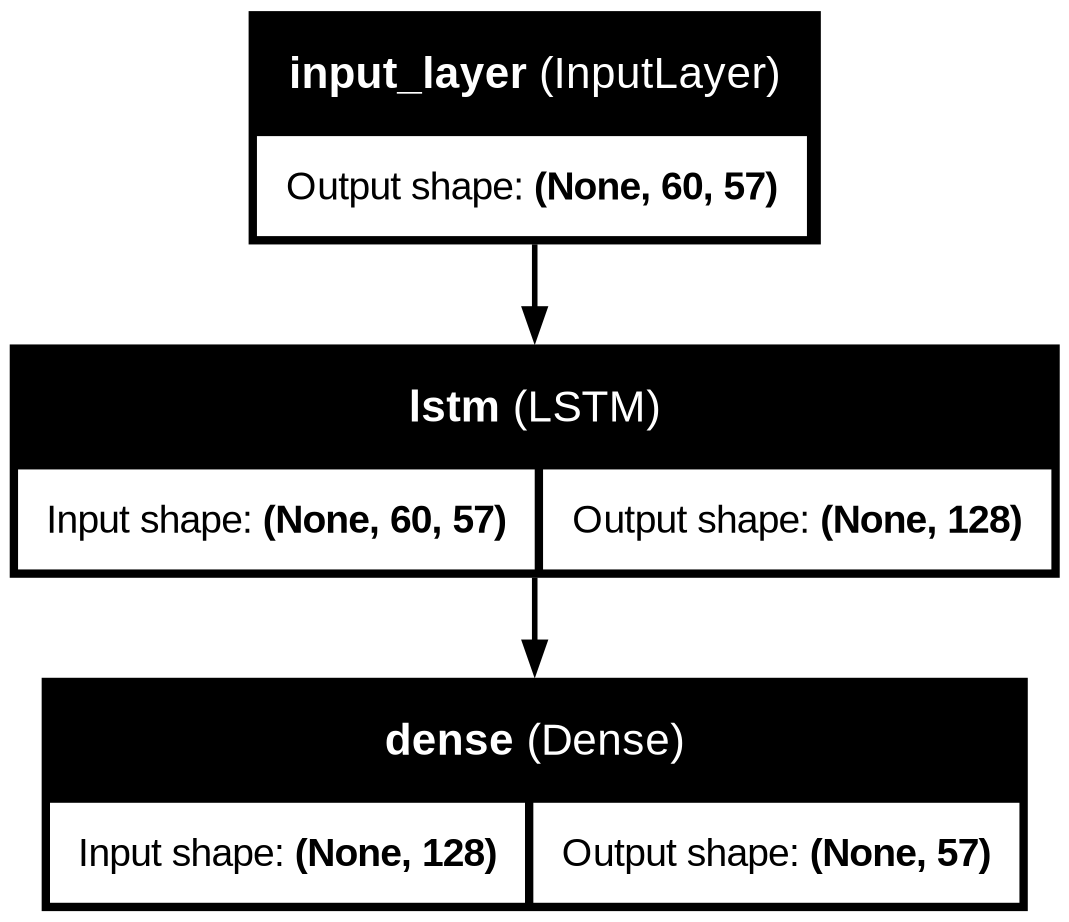 input_layer (InputLayer)
Output shape: (None, 60, 57)
lstm (LSTM)
Input shape: (None, 60, 57)
Output shape: (None, 128)
dense (Dense)
Input shape: (None, 128)
Output shape: (None, 57)